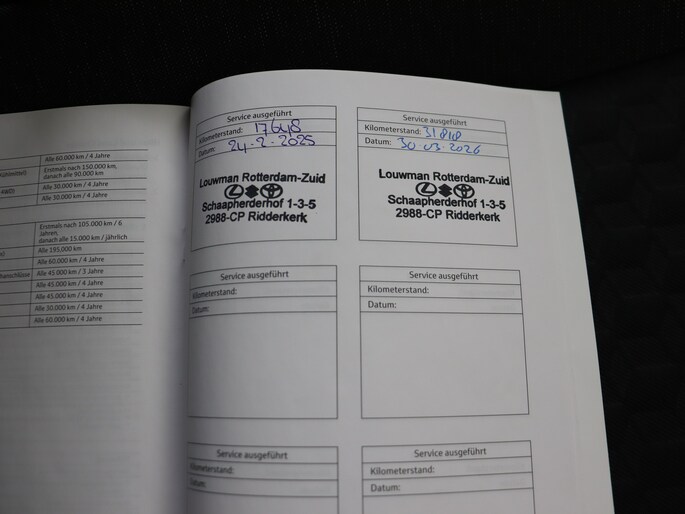 Alle 60.000 km / 4 Jahre
Erstmals nach 150.000 km,
danach alle 90.000 km
Alle 30.000 km / 4 Jahre
Alle 30.000 km / 4 Jahre
Erstmals nach 105.000 km / 6
Jahren,
danach alle 15.000 km / jährlich
Alle 195.000 km
Alle 60.000 km / 4 Jahre
Alle 45.000 km / 3 Jahre
Alle 45.000 km / 4 Jahre
Alle 45.000 km / 4 Jahre
Alle 30.000 km / 4 Jahre
Alle 60.000 km / 4 Jahre
Service ausgeführt
Kilometerstand: 17648
Datum: 24-2-2025
Louwman Rotterdam-Zuid
Schaapherderhof 1-3-5
2988-CP Ridderkerk
Service ausgeführt
Kilometerstand:
Datum: 30-03-2026
Louwman Rotterdam-Zuid
Schaapherderhof 1-3-5
2988-CP Ridderkerk
Service ausgeführt
Kilometerstand:
Datum:
Service ausgeführt
Kilometerstand:
Datum:
Service ausgeführt
Kilometerstand:
Datum:
Service ausgeführt
Kilometerstand:
Datum: